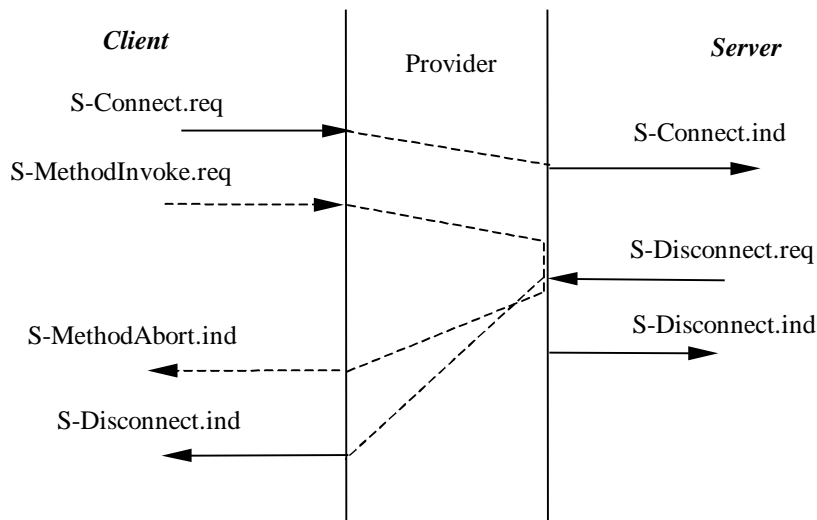 Client
Provider
Server
S-Connect.req
S-Connect.ind
S-MethodInvoke.req
S-Disconnect.req
S-MethodAbort.ind
S-Disconnect.ind
S-Disconnect.ind